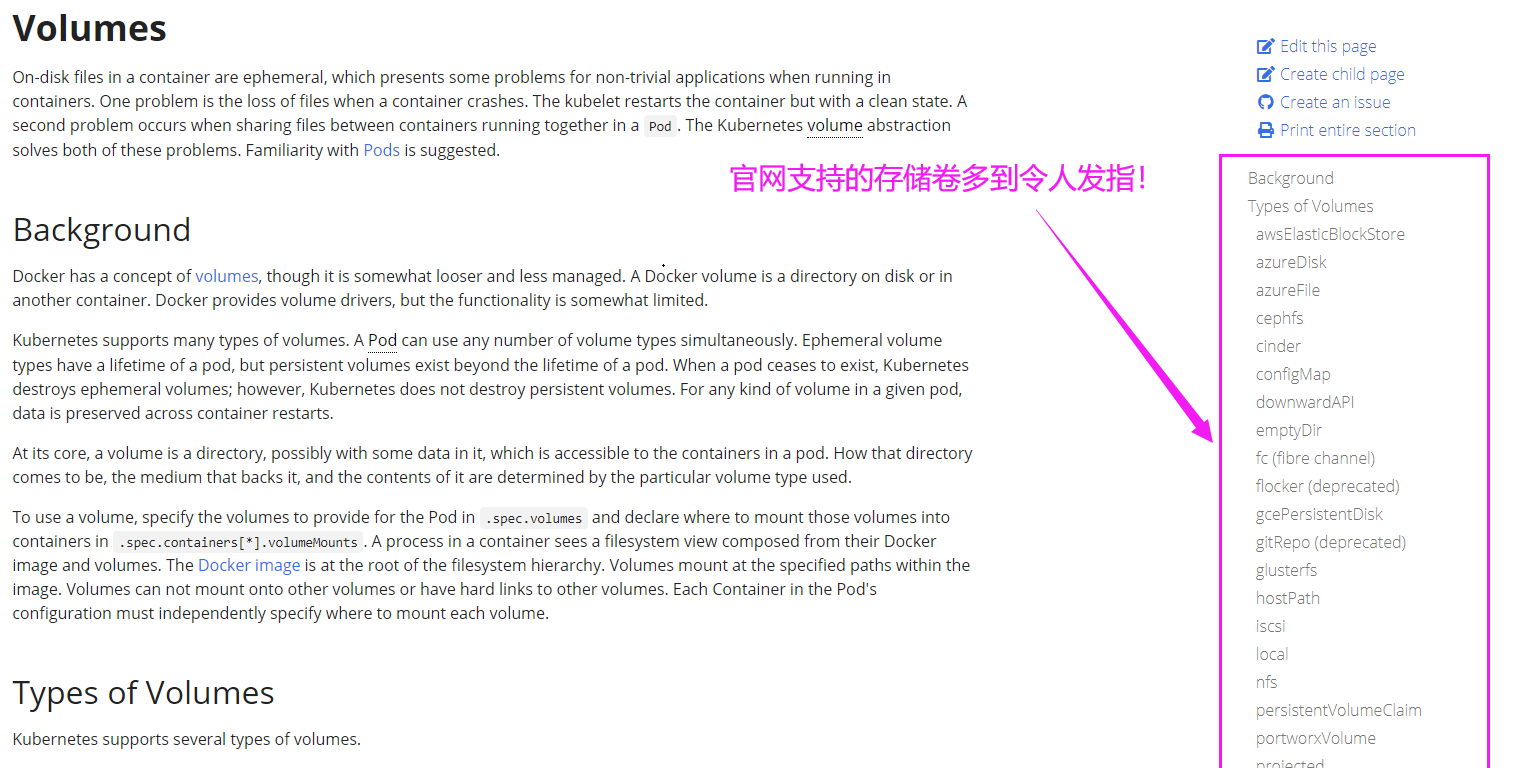 Volumes
On-disk files in a container are ephemeral, which presents some problems for non-trivial applications when running in
containers. One problem is the loss of files when a container crashes. The kubelet restarts the container but with a clean state. A
second problem occurs when sharing files between containers running together in a Pod . The Kubernetes volume abstraction
solves both of these problems. Familiarity with Pods is suggested.
官网支持的存储卷多到令人发指!
Background
Docker has a concept of volumes, though it is somewhat looser and less managed. A Docker volume is a directory on disk or in
another container. Docker provides volume drivers, but the functionality is somewhat limited.
Kubernetes supports many types of volumes. A Pod can use any number of volume types simultaneously. Ephemeral volume
types have a lifetime of a pod, but persistent volumes exist beyond the lifetime of a pod. When a pod ceases to exist, Kubernetes
destroys ephemeral volumes; however, Kubernetes does not destroy persistent volumes. For any kind of volume in a given pod,
data is preserved across container restarts.
At its core, a volume is a directory, possibly with some data in it, which is accessible to the containers in a pod. How that directory
comes to be, the medium that backs it, and the contents of it are determined by the particular volume type used.
To use a volume, specify the volumes to provide for the Pod in .spec.volumes and declare where to mount those volumes into
containers in .spec.containers[*].volumeMounts . A process in a container sees a filesystem view composed from their Docker
image and volumes. The Docker image is at the root of the filesystem hierarchy. Volumes mount at the specified paths within the
image. Volumes can not mount onto other volumes or have hard links to other volumes. Each Container in the Pod's
configuration must independently specify where to mount each volume.
Types of Volumes
Kubernetes supports several types of volumes.
Edit this page
Create child page
Create an issue
Print entire section
Background
Types of Volumes
awsElasticBlockStore
azureDisk
azureFile
cephfs
cinder
configMap
downwardAPI
emptyDir
fc (fibre channel)
flocker (deprecated)
gcePersistentDisk
gitRepo (deprecated)
glusterfs
hostPath
iscsi
local
nfs
persistentVolumeClaim
portworxVolume
projected